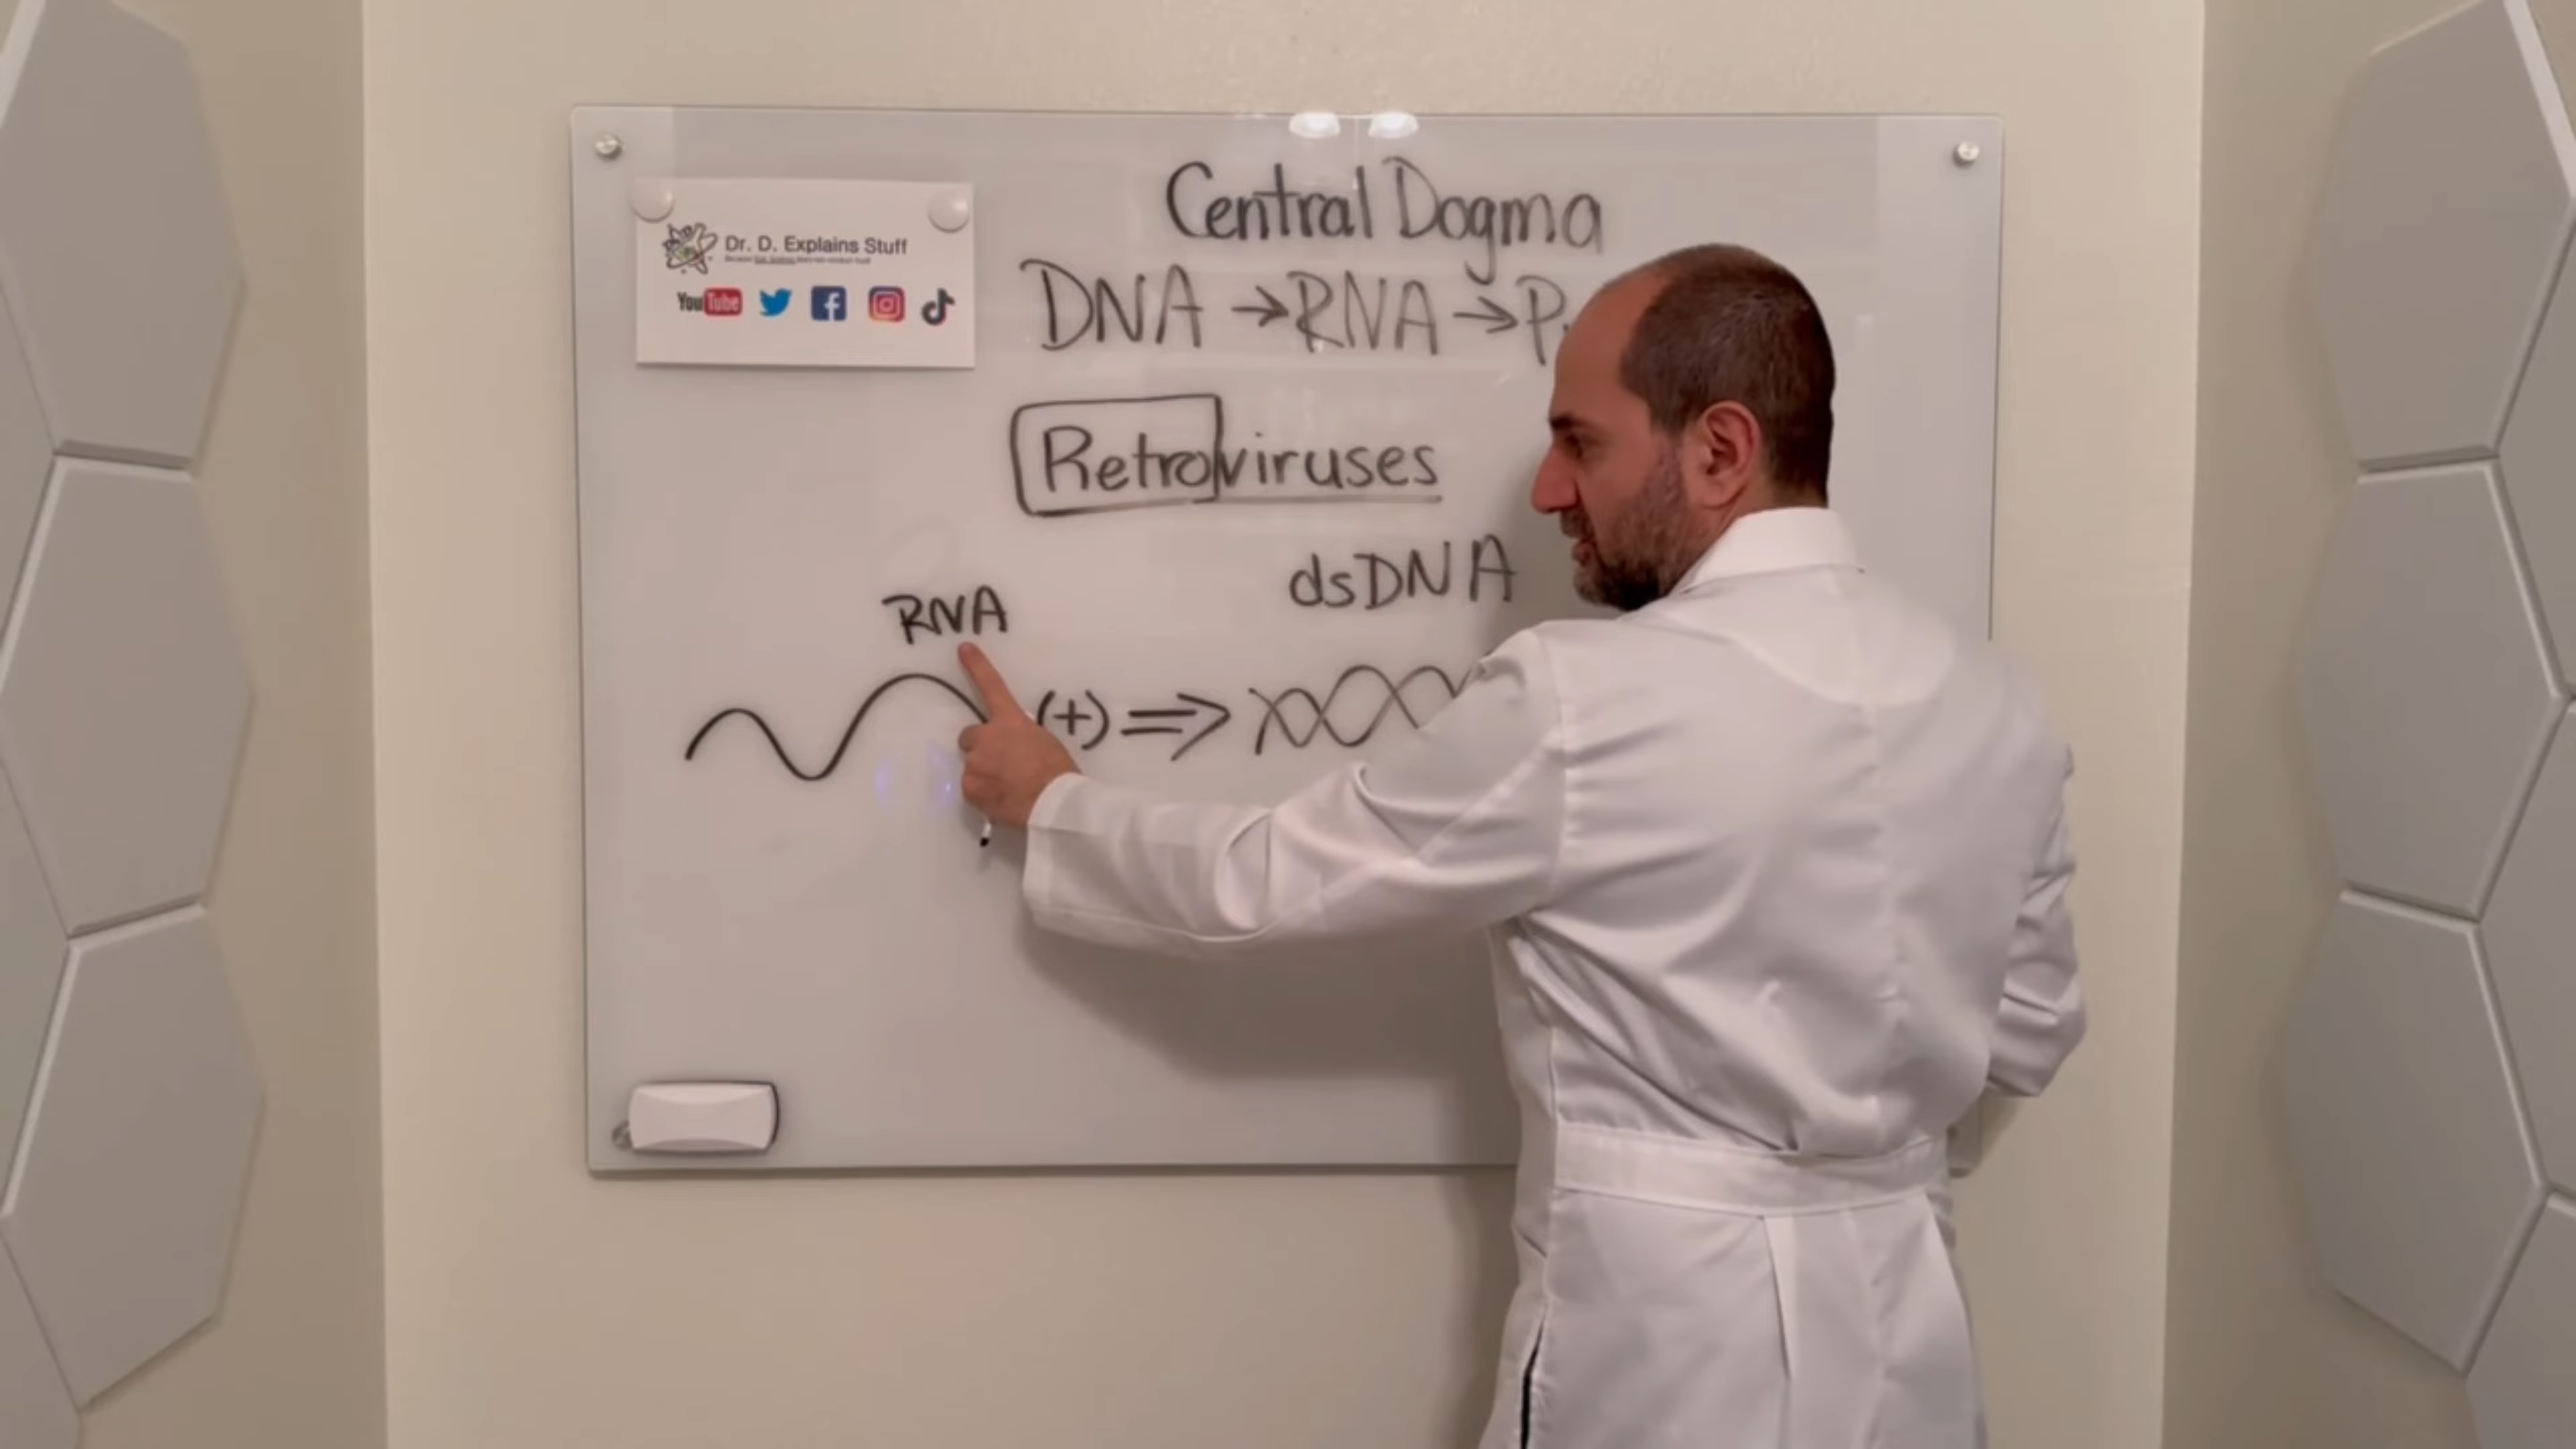 Central Dogma
Dr. D. Explains Stuff
YouTube
DNA → RNA → P
Retroviruses
dsDNA
RNA
(+) ⇒